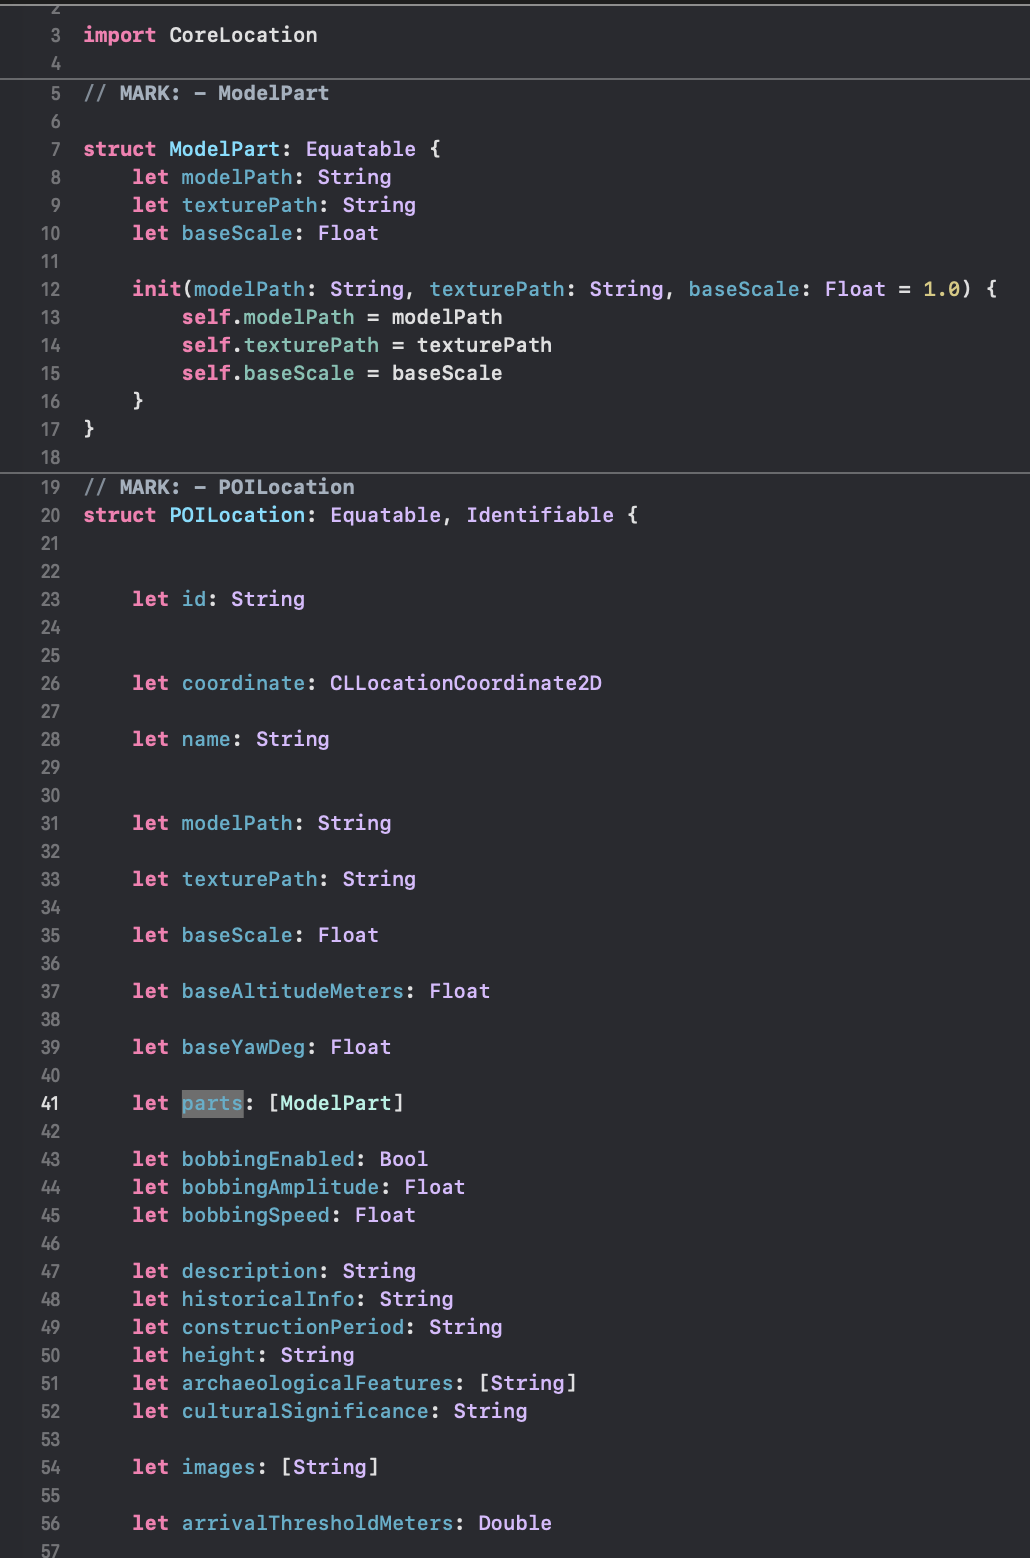 2
3 import CoreLocation
4
5 // MARK: – ModelPart
6
7 struct ModelPart: Equatable {
8     let modelPath: String
9     let texturePath: String
10     let baseScale: Float
11
12     init(modelPath: String, texturePath: String, baseScale: Float = 1.0) {
13         self.modelPath = modelPath
14         self.texturePath = texturePath
15         self.baseScale = baseScale
16     }
17 }
18
19 // MARK: – POILocation
20 struct POILocation: Equatable, Identifiable {
21
22
23     let id: String
24
25
26     let coordinate: CLLocationCoordinate2D
27
28     let name: String
29
30
31     let modelPath: String
32
33     let texturePath: String
34
35     let baseScale: Float
36
37     let baseAltitudeMeters: Float
38
39     let baseYawDeg: Float
40
41     let parts: [ModelPart]
42
43     let bobbingEnabled: Bool
44     let bobbingAmplitude: Float
45     let bobbingSpeed: Float
46
47     let description: String
48     let historicalInfo: String
49     let constructionPeriod: String
50     let height: String
51     let archaeologicalFeatures: [String]
52     let culturalSignificance: String
53
54     let images: [String]
55
56     let arrivalThresholdMeters: Double
57